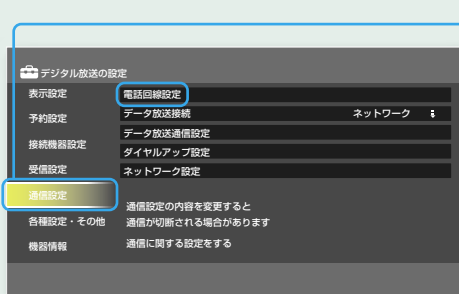 デジタル放送の設定
表示設定
予約設定
接続機器設定
受信設定
通信設定
各種設定・その他
機器情報
電話回線設定
データ放送接続 ネットワーク
データ放送通信設定
ダイヤルアップ設定
ネットワーク設定
通信設定の内容を変更すると
通信が切断される場合があります
通信に関する設定をする